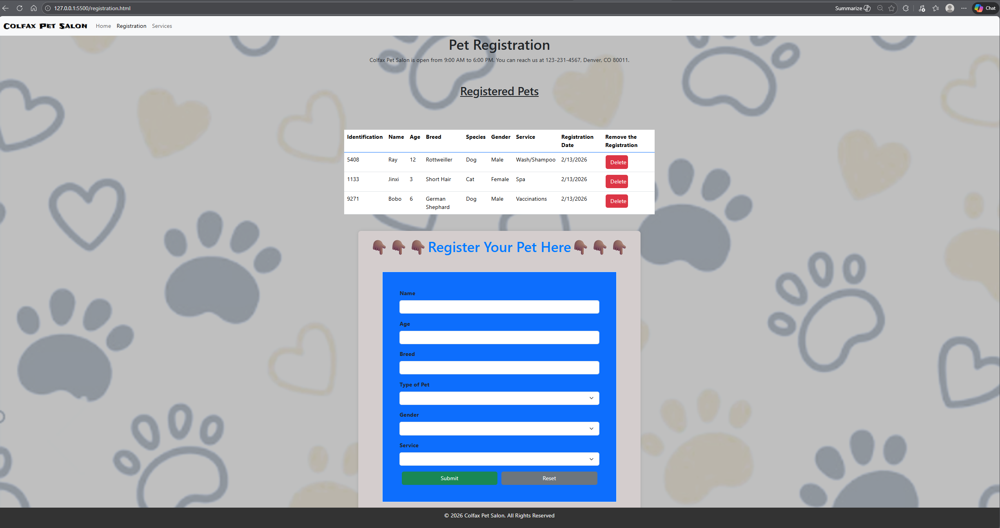 127.0.0.1:5500/registration.html
Summarize
Chat
Colfax Pet Salon Home Registration Services
Pet Registration
Colfax Pet Salon is open from 9:00 AM to 6:00 PM. You can reach us at 123-231-4567, Denver, CO 80011.
Registered Pets
Identification Name Age Breed Species Gender Service Registration Date Remove the Registration
5408 Ray 12 Rottweiller Dog Male Wash/Shampoo 2/13/2026 Delete
1133 Jinxi 3 Short Hair Cat Female Spa 2/13/2026 Delete
9271 Bobo 6 German Shephard Dog Male Vaccinations 2/13/2026 Delete
👇🏾 👇🏾 👇🏾 Register Your Pet Here 👇🏾 👇🏾 👇🏾
Name
Age
Breed
Type of Pet
Gender
Service
Submit Reset
© 2026 Colfax Pet Salon. All Rights Reserved